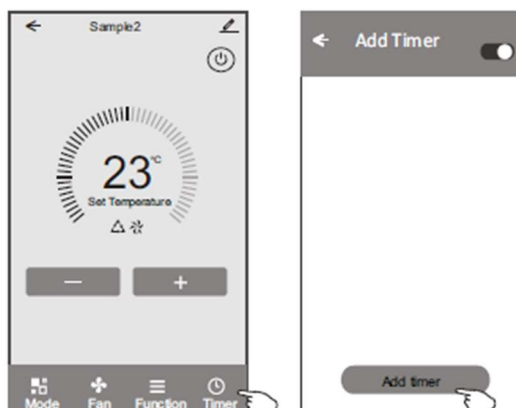 Sample2
23°C
Set Temperature
Mode Fan Function Timer
Add Timer
Add timer